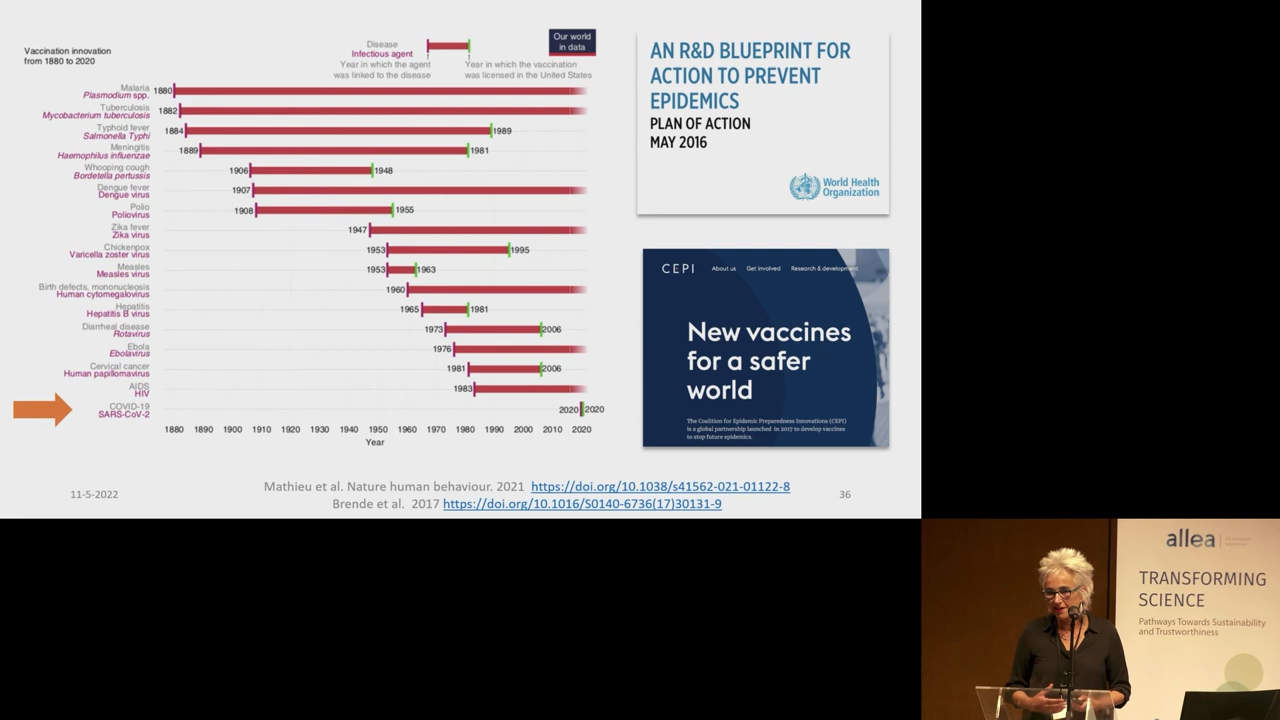 Vaccination innovation
from 1880 to 2020
Disease
Infectious agent
Year in which the agent
was linked to the disease
Year in which the vaccination
was licensed in the United States
Our world
in data
Malaria
Plasmodium spp.
1880
Tuberculosis
Mycobacterium tuberculosis
1882
Typhoid fever
Salmonella Typhi
1884
1989
Meningitis
Haemophilus influenzae
1889
1981
Whooping cough
Bordetella pertussis
1906
1948
Dengue fever
Dengue virus
1907
Polio
Poliovirus
1908
1955
Zika fever
Zika virus
1947
Chickenpox
Varicella zoster virus
1953
1995
Measles
Measles virus
1953
1963
Birth defects, mononucleosis
Human cytomegalovirus
1960
Hepatitis
Hepatitis B virus
1965
1981
Diarrheal disease
Rotavirus
1973
2006
Ebola
Ebolavirus
1976
Cervical cancer
Human papillomavirus
1981
2006
AIDS
HIV
1983
COVID-19
SARS-CoV-2
2020
2020
1880 1890 1900 1910 1920 1930 1940 1950 1960 1970 1980 1990 2000 2010 2020
Year
AN R&D BLUEPRINT FOR
ACTION TO PREVENT
EPIDEMICS
PLAN OF ACTION
MAY 2016
World Health
Organization
CEPI About us Get involved Research & development
New vaccines
for a safer
world
The Coalition for Epidemic Preparedness Innovations (CEPI)
is a global partnership launched in 2017 to develop vaccines
to stop future epidemics.
11-5-2022
Mathieu et al. Nature human behaviour. 2021 https://doi.org/10.1038/s41562-021-01122-8
Brende et al. 2017 https://doi.org/10.1016/S0140-6736(17)30131-9
36
allea
TRANSFORMING
SCIENCE
Pathways Towards Sustainability
and Trustworthiness